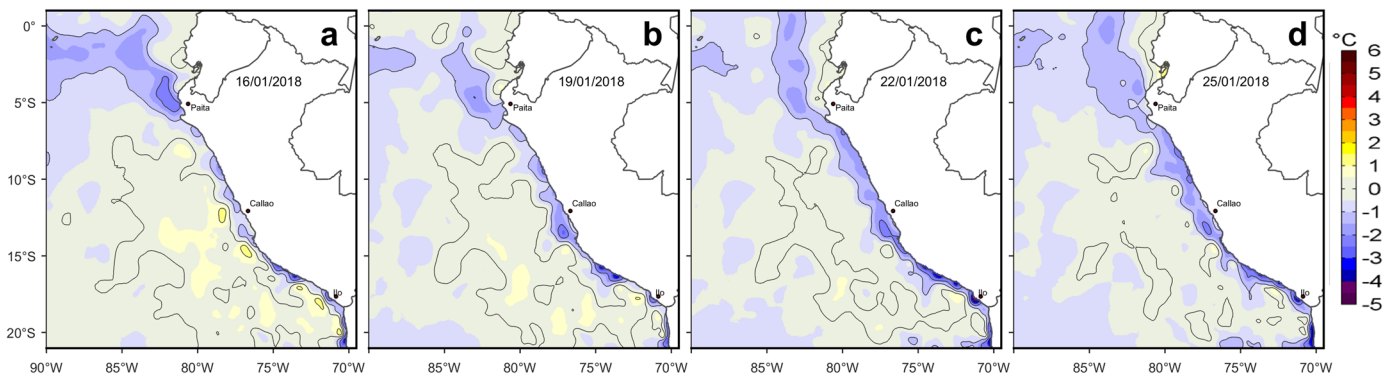 a b c d
°C
0°
5°S
10°S
15°S
20°S
16/01/2018 19/01/2018 22/01/2018 25/01/2018
Paita Paita Paita Paita
Callao Callao Callao Callao
Ilo Ilo Ilo Ilo
90°W 85°W 80°W 75°W 70°W 85°W 80°W 75°W 70°W 85°W 80°W 75°W 70°W 85°W 80°W 75°W 70°W
6
5
4
3
2
1
0
-1
-2
-3
-4
-5